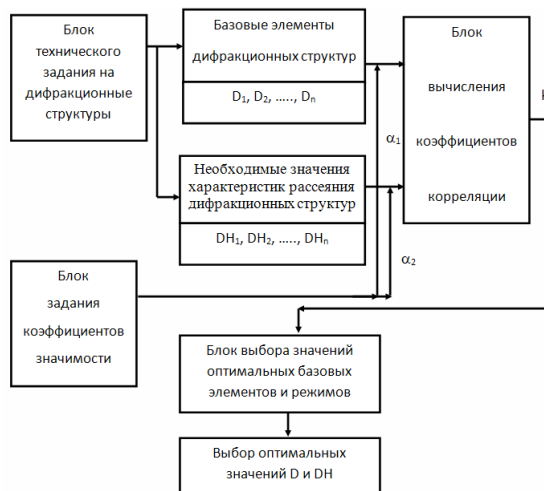 Блок
технического
задания на
дифракционные
структуры
Базовые элементы
дифракционных структур
D₁, D₂, ….., Dₙ
Необходимые значения
характеристик рассеяния
дифракционных структур
DH₁, DH₂, ….., DHₙ
Блок
вычисления
коэффициентов
корреляции
α₁
α₂
Блок
задания
коэффициентов
значимости
Блок выбора значений
оптимальных базовых
элементов и режимов
Выбор оптимальных
значений D и DH